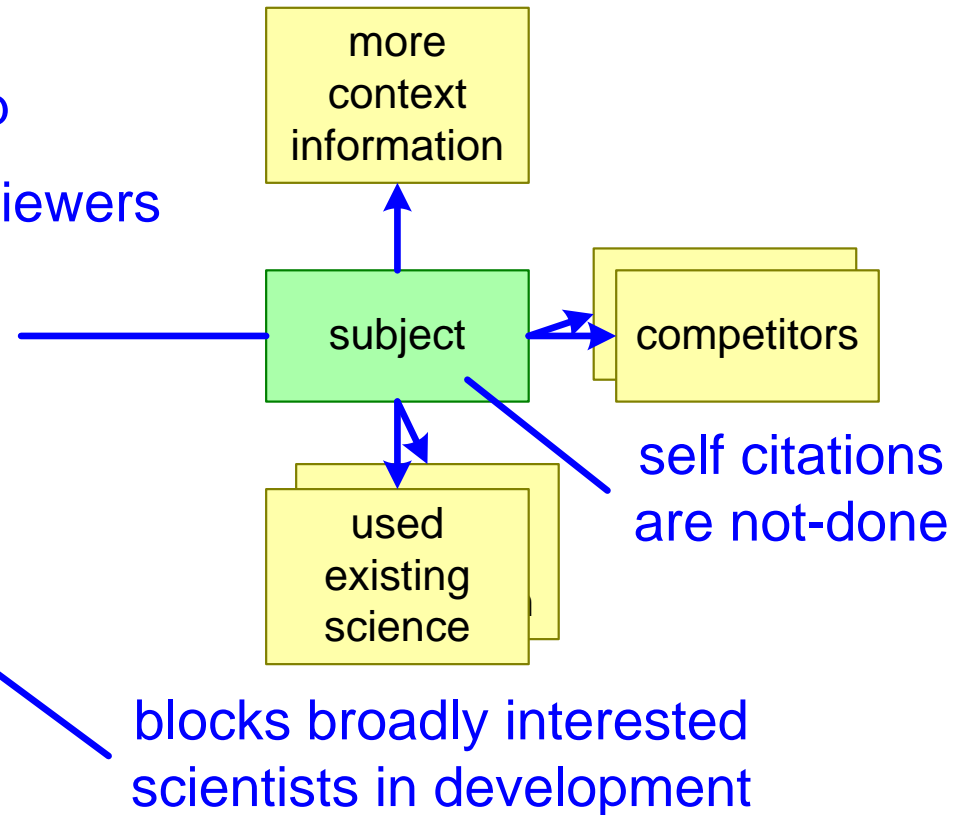 more
context
information
iewers
subject
competitors
self citations
are not-done
used
existing
science
blocks broadly interested
scientists in development